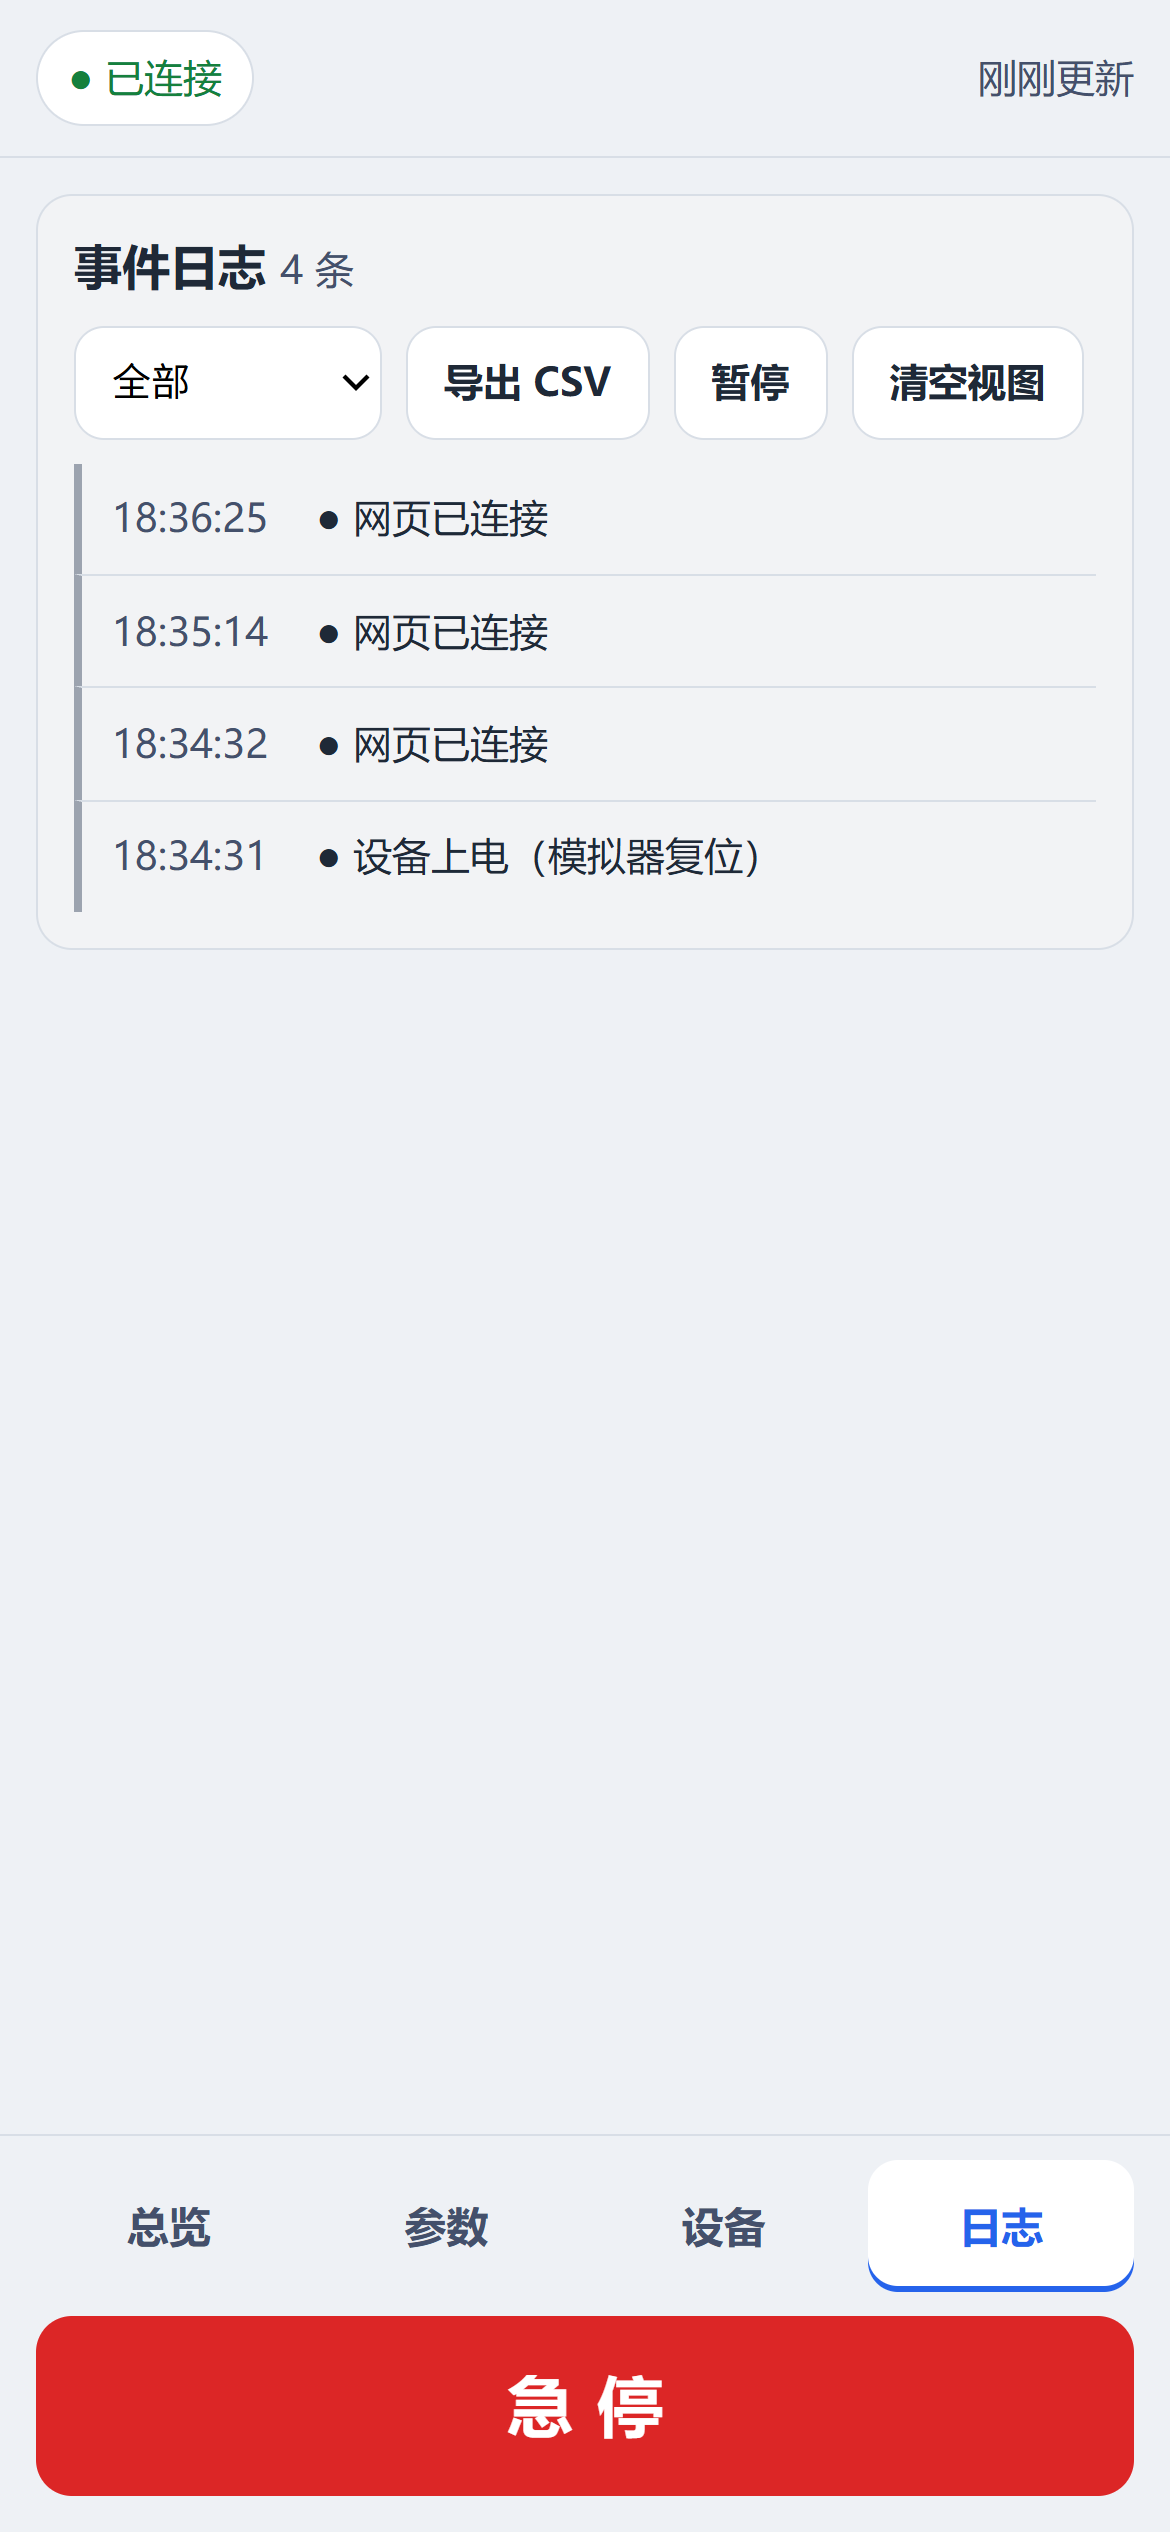 ● 已连接
刚刚更新
事件日志 4 条
全部
导出 CSV
暂停
清空视图
18:36:25 ● 网页已连接
18:35:14 ● 网页已连接
18:34:32 ● 网页已连接
18:34:31 ● 设备上电（模拟器复位）
总览
参数
设备
日志
急 停